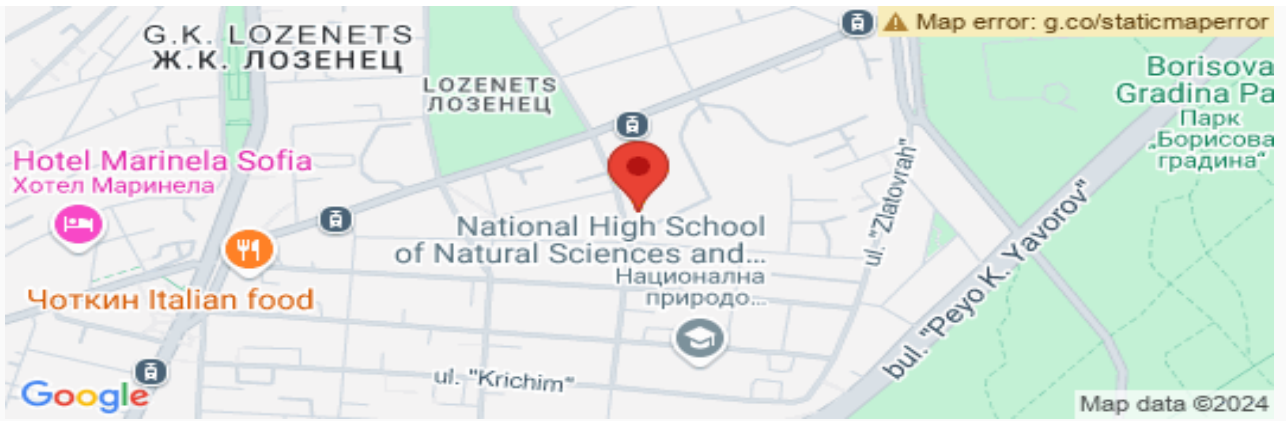 Map error: g.co/staticmaperror
G.K. LOZENETS
Ж.К. ЛОЗЕНЕЦ
LOZENETS
ЛОЗЕНЕЦ
Borisova
Gradina Pa
Парк
„Борисова
градина“
Hotel Marinela Sofia
Хотел Маринела
ul. "Zlatovrah"
National High School
of Natural Sciences and...
Национална
природо...
Чоткин Italian food
bul. "Peyo K. Yavorov"
ul. "Krichim"
Google
Map data ©2024